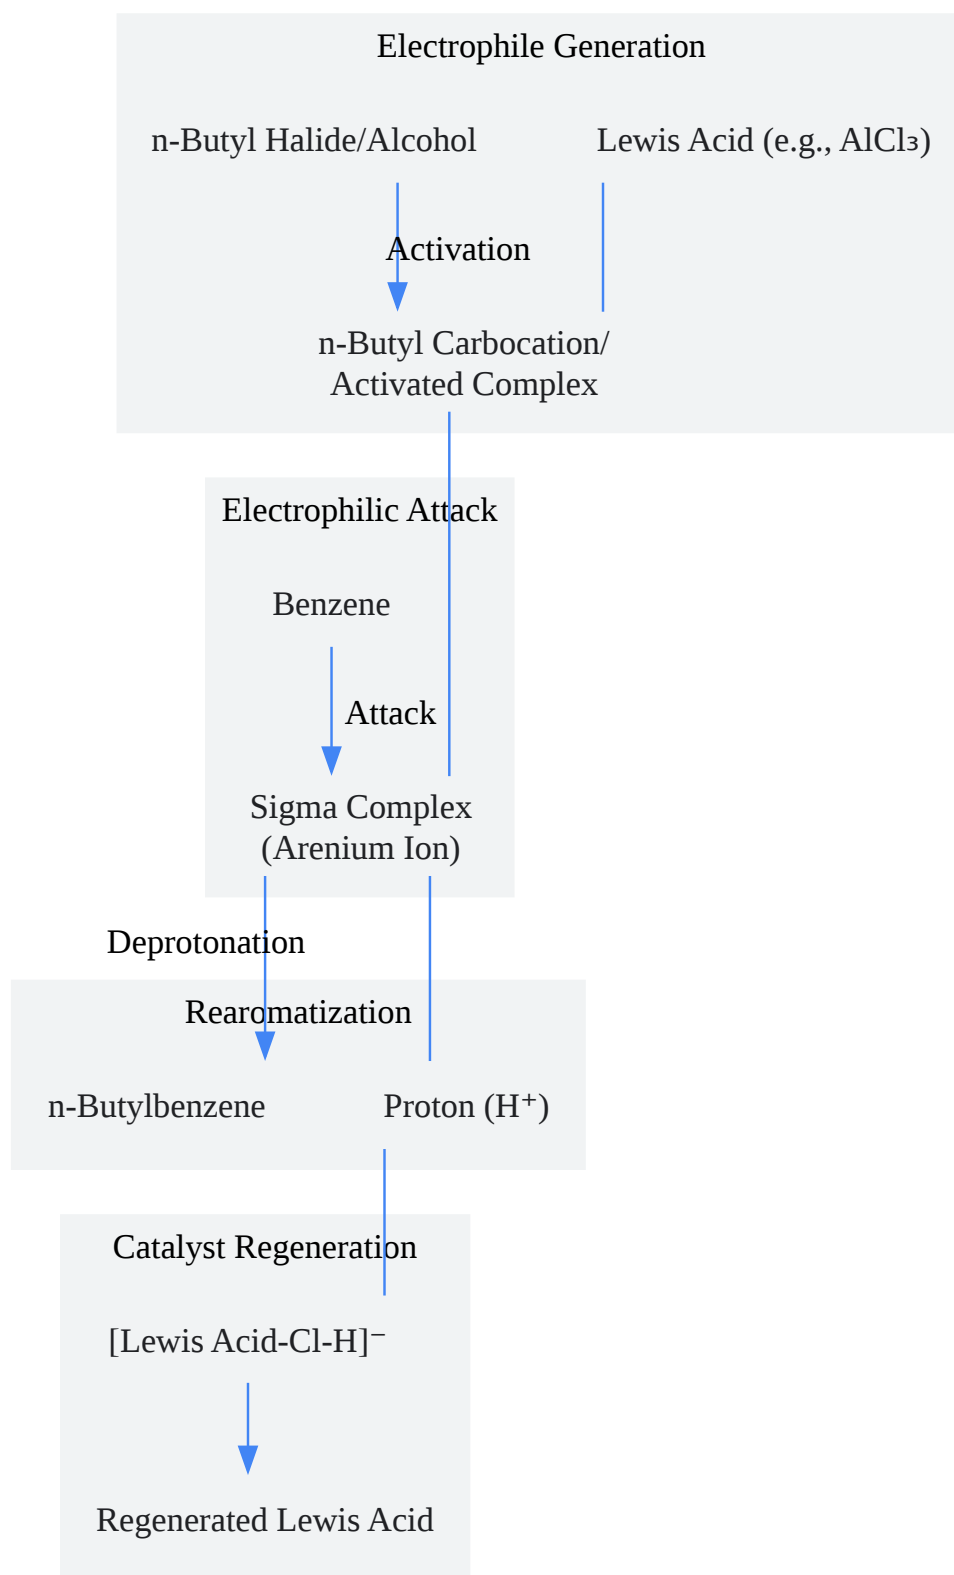 Electrophile Generation
n-Butyl Halide/Alcohol
Lewis Acid (e.g., AlCl₃)
Activation
n-Butyl Carbocation/
Activated Complex
Electrophilic Attack
Benzene
Attack
Sigma Complex
(Arenium Ion)
Deprotonation
Rearomatization
n-Butylbenzene
Proton (H⁺)
Catalyst Regeneration
[Lewis Acid-Cl-H]⁻
Regenerated Lewis Acid